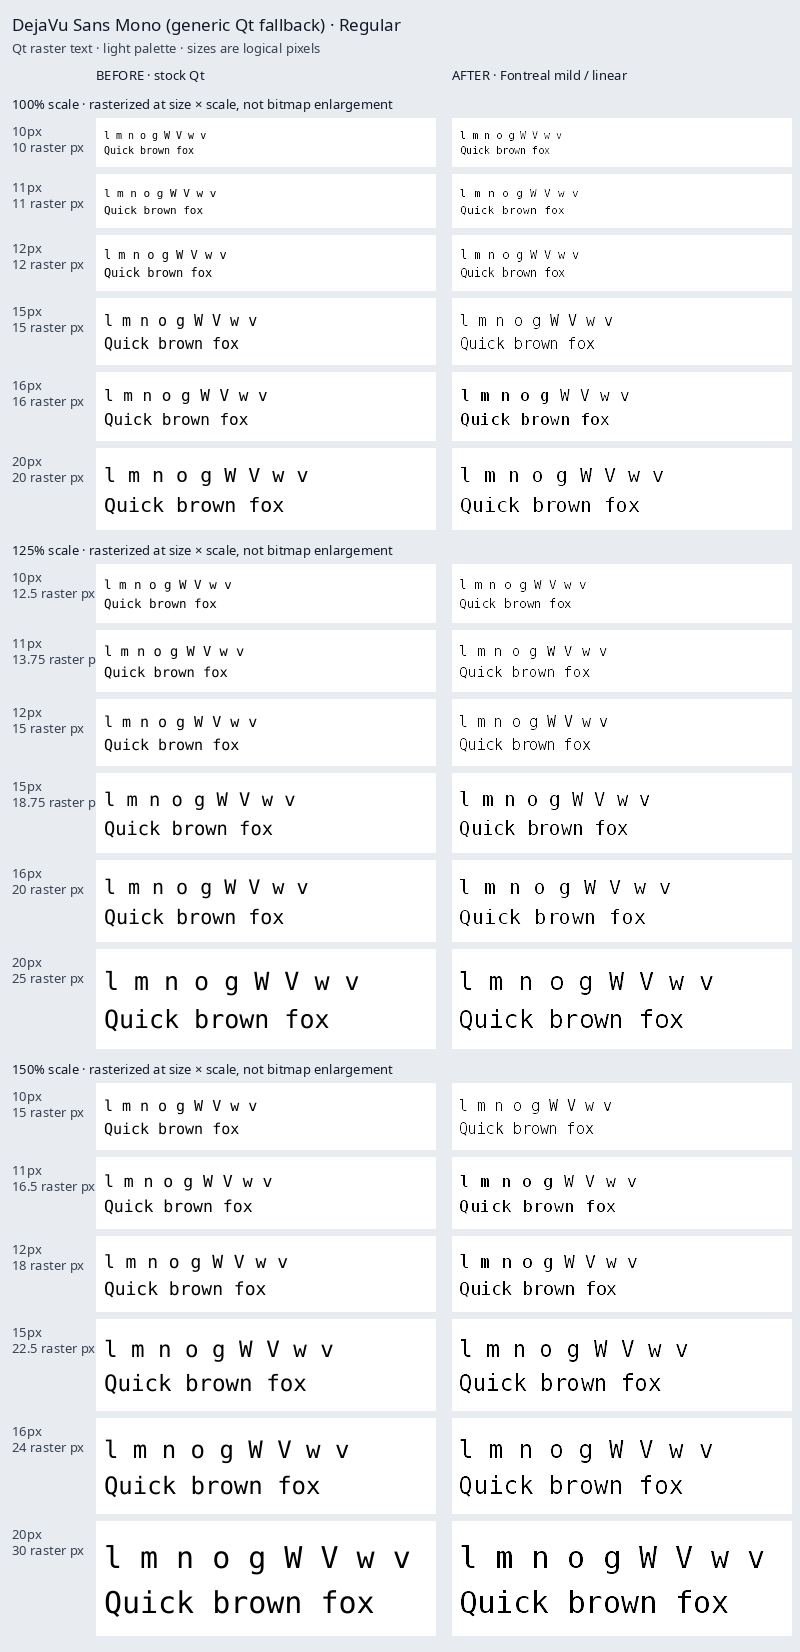 DejaVu Sans Mono (generic Qt fallback) · Regular
Qt raster text · light palette · sizes are logical pixels
BEFORE · stock Qt
AFTER · Fontreal mild / linear
100% scale · rasterized at size × scale, not bitmap enlargement
10px
10 raster px
l m n o g W V w v
Quick brown fox
l m n o g W V w v
Quick brown fox
11px
11 raster px
l m n o g W V w v
Quick brown fox
l m n o g W V w v
Quick brown fox
12px
12 raster px
l m n o g W V w v
Quick brown fox
l m n o g W V w v
Quick brown fox
15px
15 raster px
l m n o g W V w v
Quick brown fox
l m n o g W V w v
Quick brown fox
16px
16 raster px
l m n o g W V w v
Quick brown fox
l m n o g W V w v
Quick brown fox
20px
20 raster px
l m n o g W V w v
Quick brown fox
l m n o g W V w v
Quick brown fox
125% scale · rasterized at size × scale, not bitmap enlargement
10px
12.5 raster px
l m n o g W V w v
Quick brown fox
l m n o g W V w v
Quick brown fox
11px
13.75 raster p
l m n o g W V w v
Quick brown fox
l m n o g W V w v
Quick brown fox
12px
15 raster px
l m n o g W V w v
Quick brown fox
l m n o g W V w v
Quick brown fox
15px
18.75 raster p
l m n o g W V w v
Quick brown fox
l m n o g W V w v
Quick brown fox
16px
20 raster px
l m n o g W V w v
Quick brown fox
l m n o g W V w v
Quick brown fox
20px
25 raster px
l m n o g W V w v
Quick brown fox
l m n o g W V w v
Quick brown fox
150% scale · rasterized at size × scale, not bitmap enlargement
10px
15 raster px
l m n o g W V w v
Quick brown fox
l m n o g W V w v
Quick brown fox
11px
16.5 raster px
l m n o g W V w v
Quick brown fox
l m n o g W V w v
Quick brown fox
12px
18 raster px
l m n o g W V w v
Quick brown fox
l m n o g W V w v
Quick brown fox
15px
22.5 raster px
l m n o g W V w v
Quick brown fox
l m n o g W V w v
Quick brown fox
16px
24 raster px
l m n o g W V w v
Quick brown fox
l m n o g W V w v
Quick brown fox
20px
30 raster px
l m n o g W V w v
Quick brown fox
l m n o g W V w v
Quick brown fox